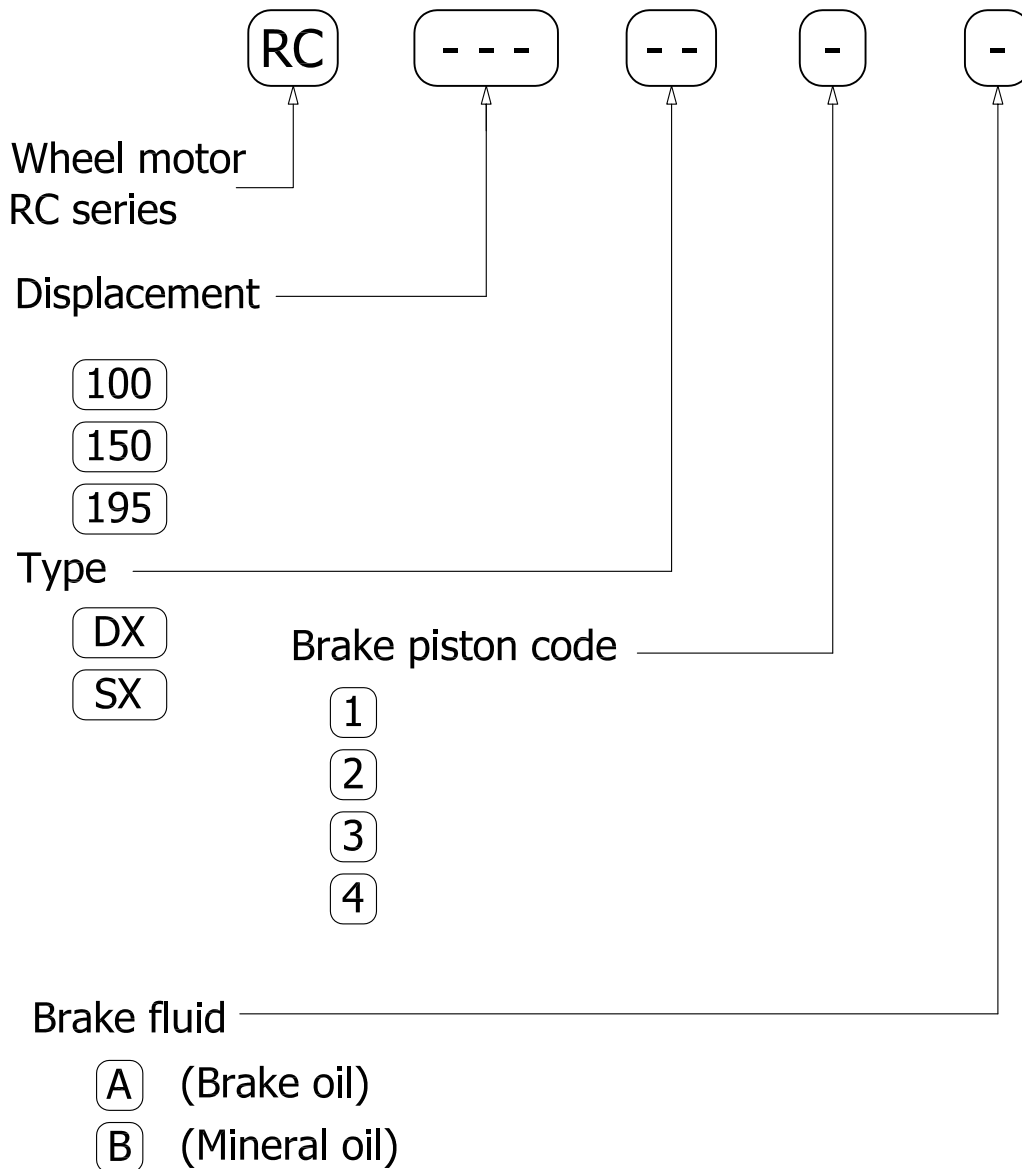 RC - - - - - - -
Wheel motor
RC series
Displacement
100
150
195
Type
DX
SX
Brake piston code
1
2
3
4
Brake fluid
A (Brake oil)
B (Mineral oil)